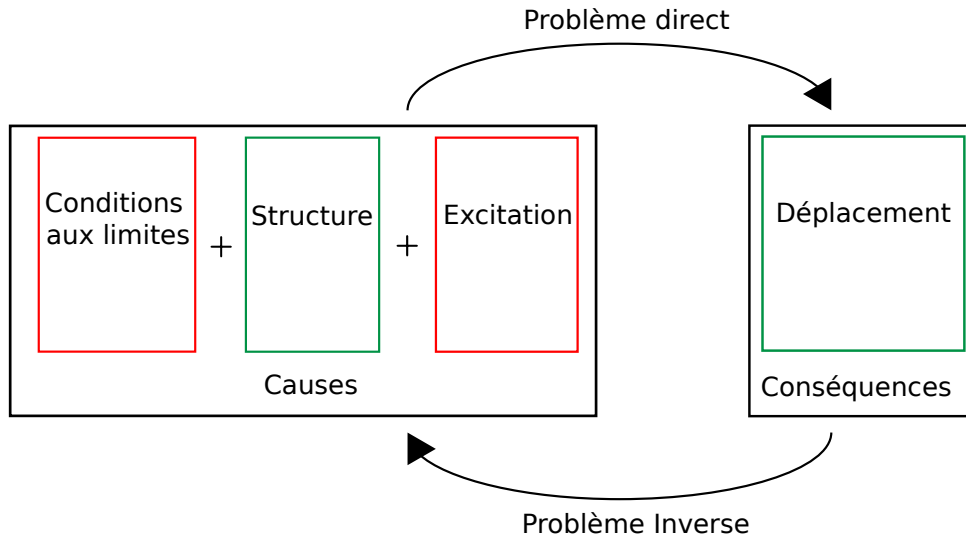 Problème direct
Conditions
aux limites
+
Structure
+
Excitation
Déplacement
Causes
Conséquences
Problème Inverse